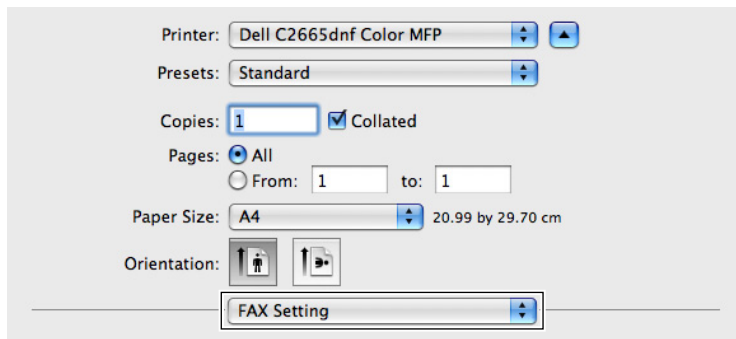 Printer: Dell C2665dnf Color MFP
Presets: Standard
Copies: 1 Collated
Pages: All
From: 1 to: 1
Paper Size: A4 20.99 by 29.70 cm
Orientation:
FAX Setting